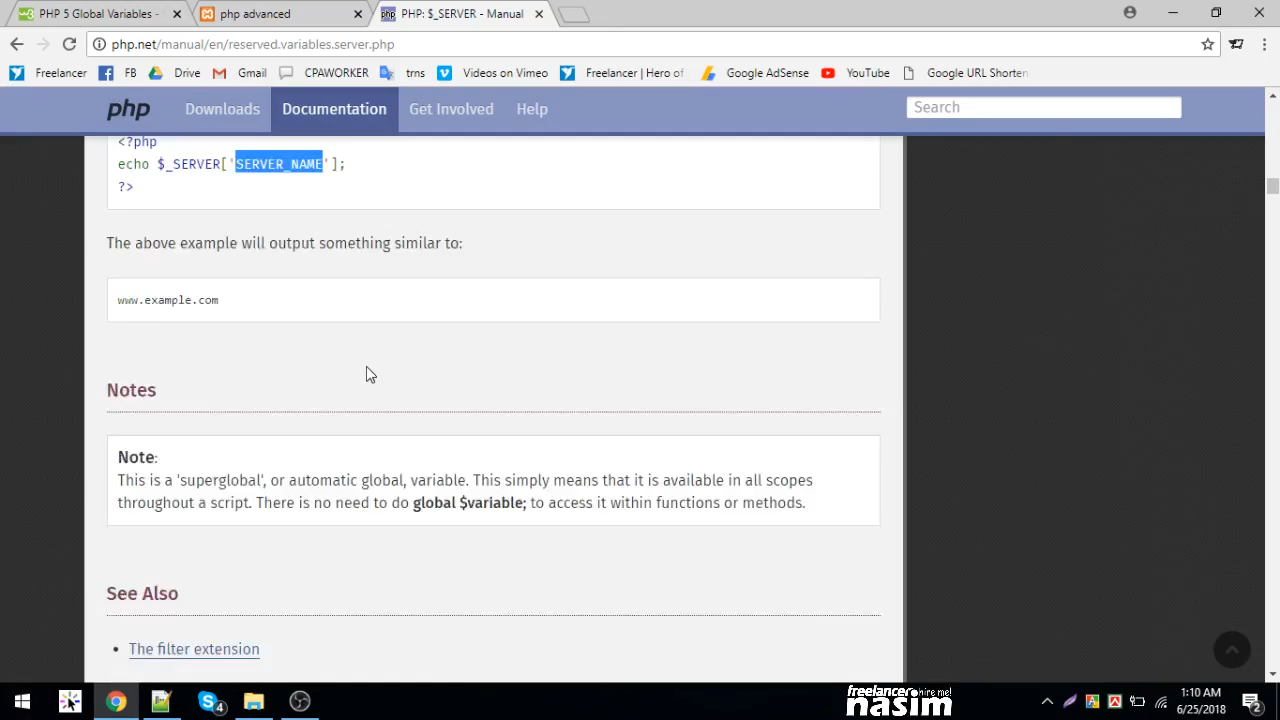 PHP 5 Global Variables -
php advanced
PHP: $_SERVER - Manual
php.net/manual/en/reserved.variables.server.php
Freelancer FB Drive Gmail CPAWORKER trns Videos on Vimeo Freelancer | Hero of Google AdSense YouTube Google URL Shorten
php Downloads Documentation Get Involved Help Search
<?php
echo $_SERVER['SERVER_NAME'];
?>
The above example will output something similar to:
www.example.com
Notes
Note:
This is a 'superglobal', or automatic global, variable. This simply means that it is available in all scopes
throughout a script. There is no need to do global $variable; to access it within functions or methods.
See Also
• The filter extension
4
freelancer hire me!
nasim
1:10 AM
6/25/2018
2